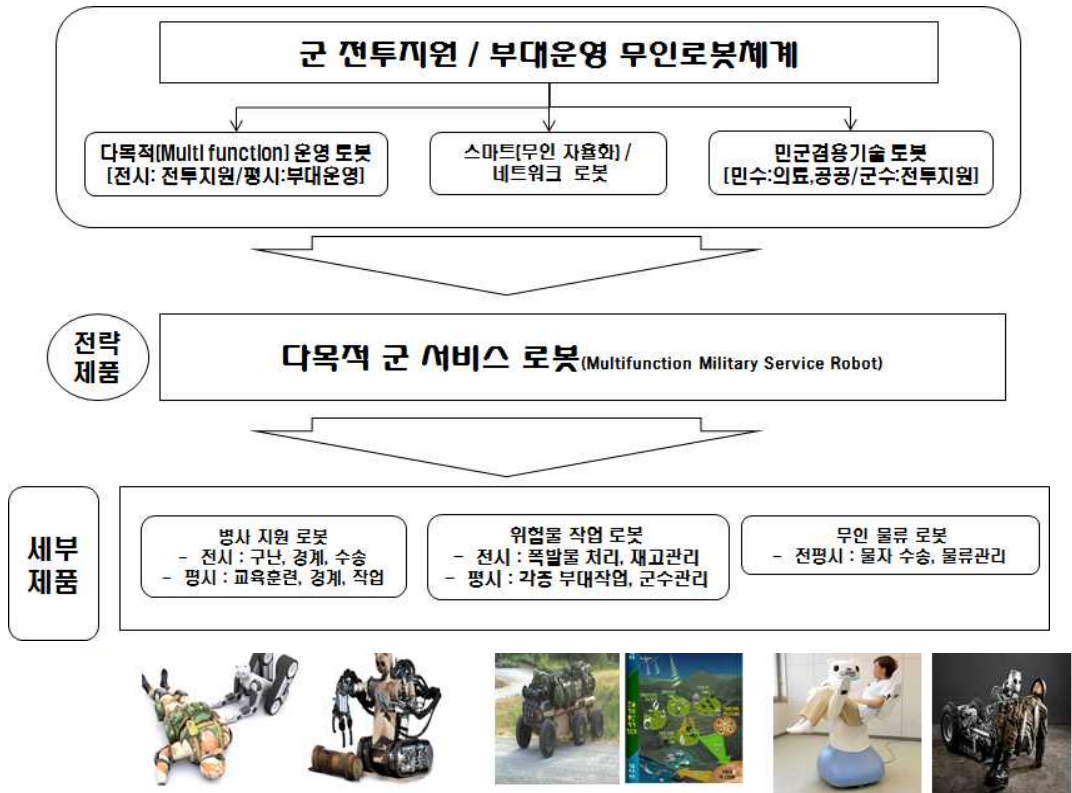 군 전투지원 / 부대운영 무인로봇체계
다목적(Multi function) 운영 로봇
[전시: 전투지원/평시:부대운영]
스마트(무인 자율화) /
네트워크 로봇
민군겸용기술 로봇
[민수:의료,공공/군수:전투지원]
전략
제품
다목적 군 서비스 로봇(Multifunction Military Service Robot)
세부
제품
병사 지원 로봇
- 전시 : 구난, 경계, 수송
- 평시 : 교육훈련, 경계, 작업
위험물 작업 로봇
- 전시 : 폭발물 처리, 재고관리
- 평시 : 각종 부대작업, 군수관리
무인 물류 로봇
- 전평시 : 물자 수송, 물류관리